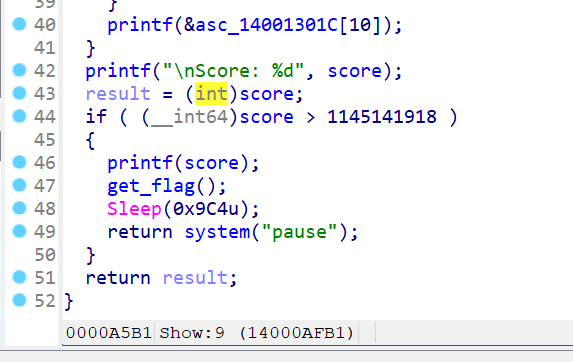 39 }
40 printf(&asc_14001301C[10]);
41 }
42 printf("\nScore: %d", score);
43 result = (int)score;
44 if ( (__int64)score > 1145141918 )
45 {
46 printf(score);
47 get_flag();
48 Sleep(0x9C4u);
49 return system("pause");
50 }
51 return result;
52 }
0000A5B1 Show:9 (14000AFB1)